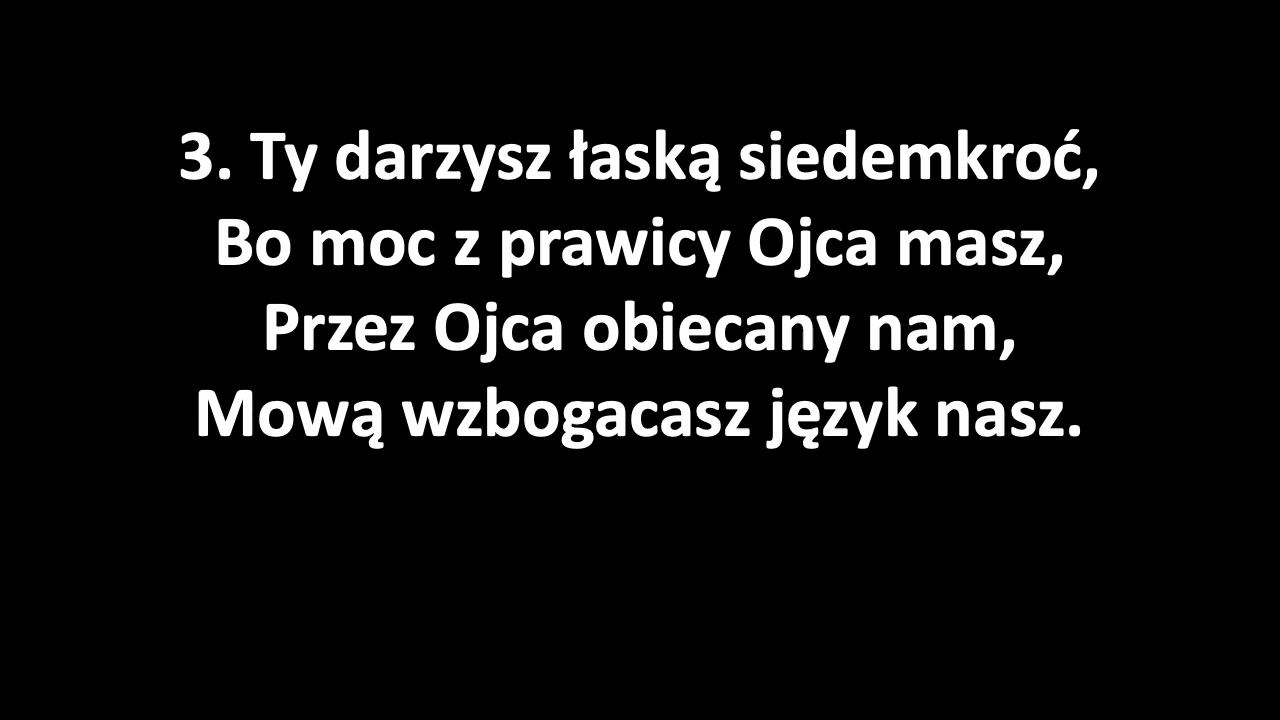 3. Ty darzysz łaską siedemkroć,
Bo moc z prawicy Ojca masz,
Przez Ojca obiecany nam,
Mową wzbogacasz język nasz.